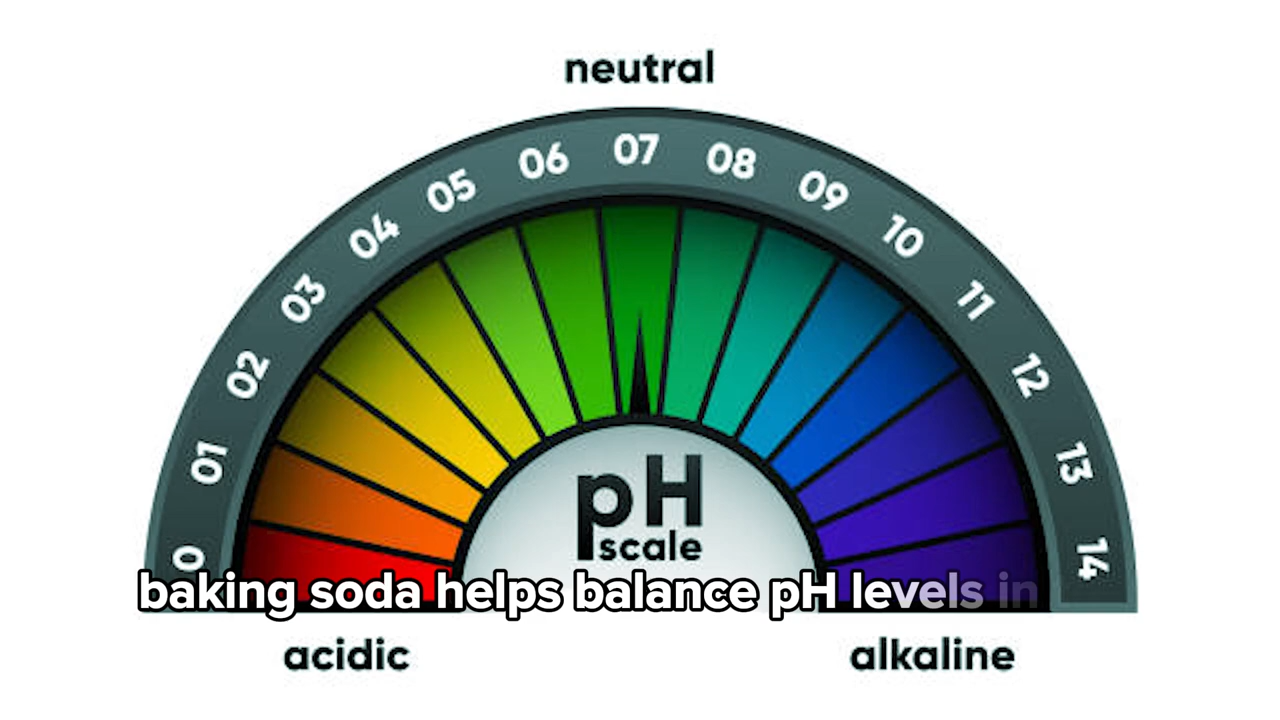 neutral
0 01 02 03 04 05 06 07 08 09 10 11 12 13 14
pH
scale
baking soda helps balance pH levels in
acidic alkaline